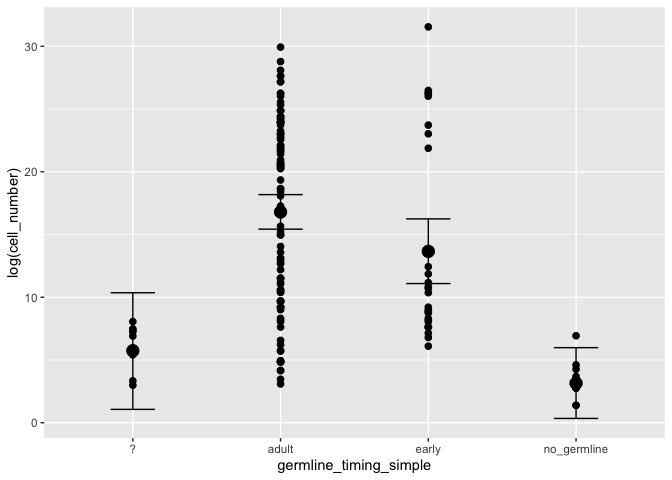 log(cell_number)
30
20
10
0
? adult early no_germline
germline_timing_simple